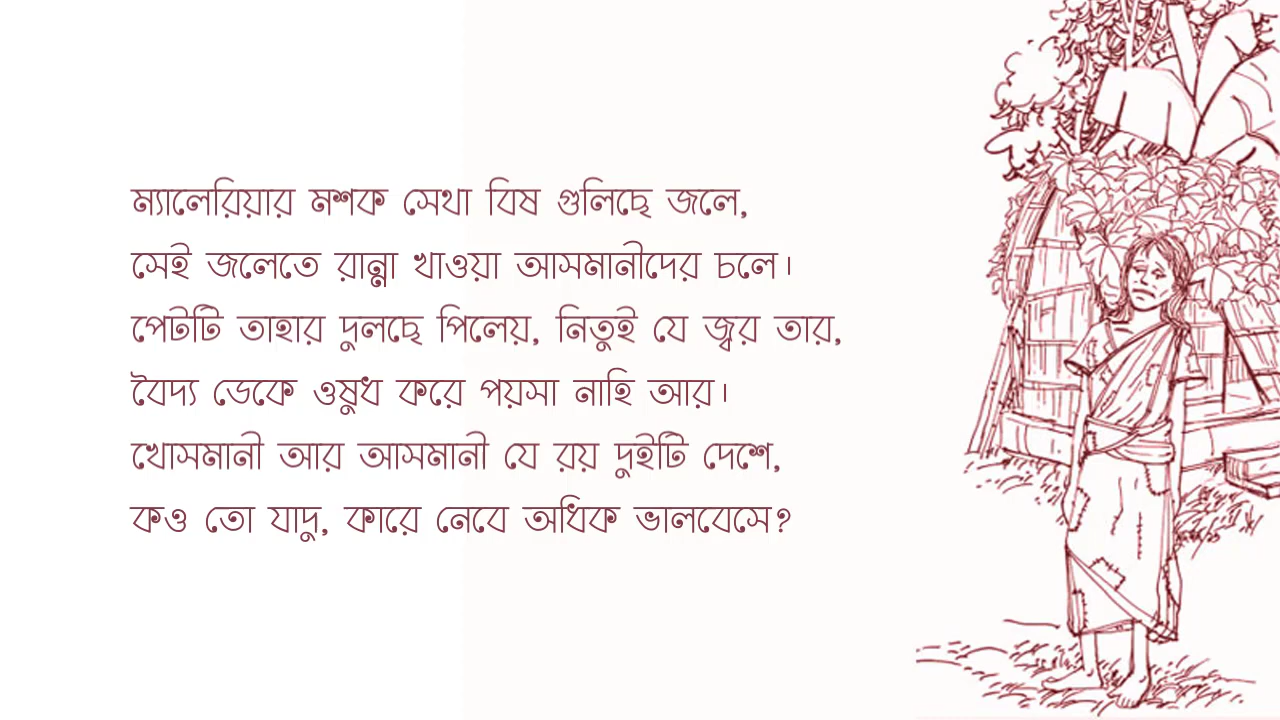 ম্যালেরিয়ার মশক সেথা বিষ গুলিছে জলে,
সেই জলেতে রান্না খাওয়া আসমানীদের চলে।
পেটটি তাহার দুলছে পিলেয়, নিতুই যে জ্বর তার,
বৈদ্য ডেকে ওষুধ করে পয়সা নাহি আর।
খোসমানী আর আসমানী যে রয় দুইটি দেশে,
কও তো যাদু, কারে নেবে অধিক ভালবেসে?